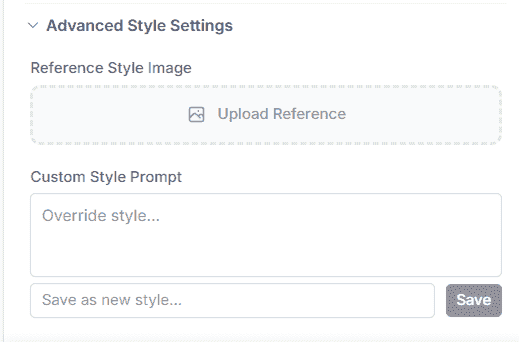 Advanced Style Settings
Reference Style Image
Upload Reference
Custom Style Prompt
Override style...
Save as new style...
Save